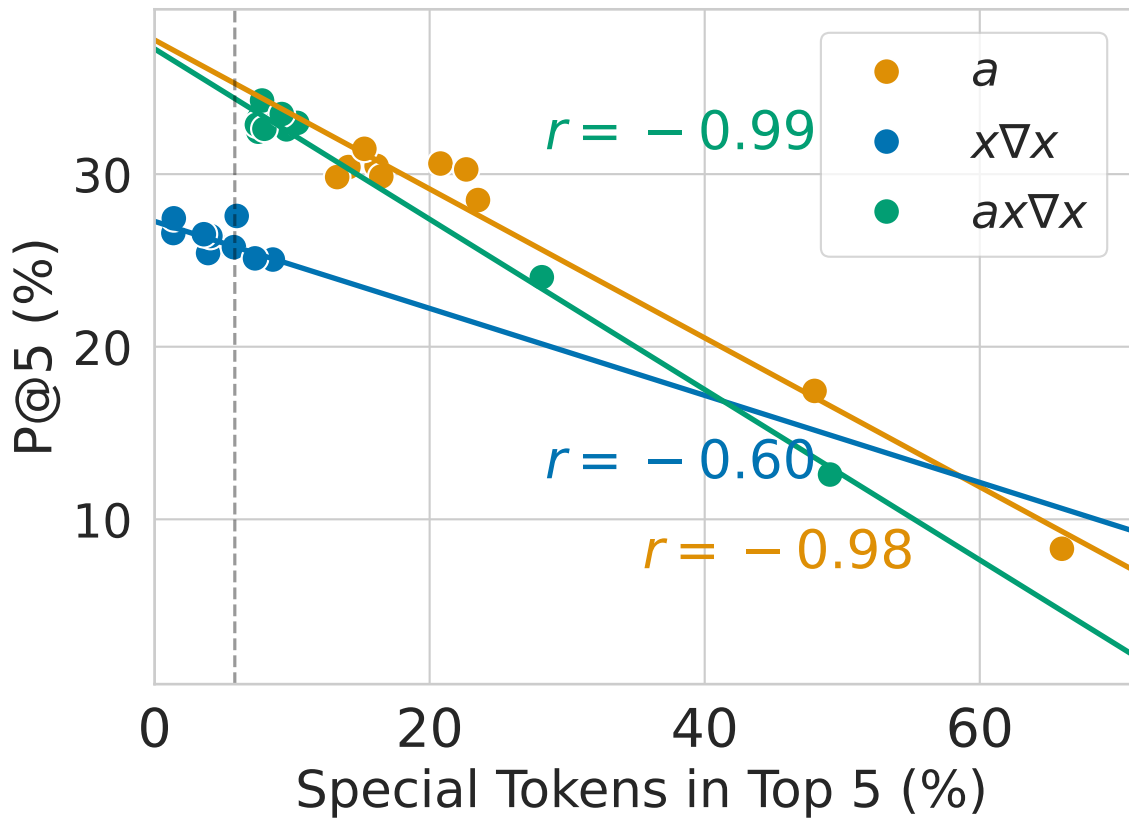 a
x∇x
ax∇x
r = −0.99
r = −0.60
r = −0.98
P@5 (%)
30
20
10
0
20
40
60
Special Tokens in Top 5 (%)